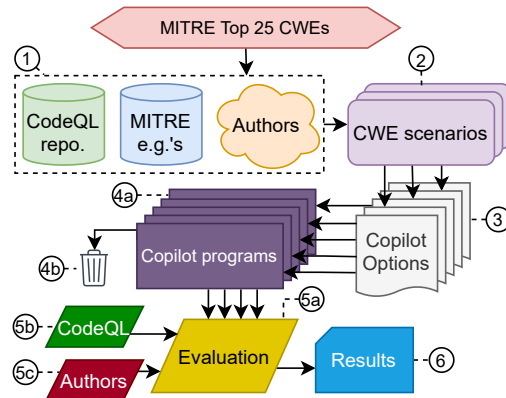 MITRE Top 25 CWEs
1
2
CodeQL
repo.
MITRE
e.g.'s
Authors
CWE scenarios
4a
3
Copilot programs
Copilot
Options
4b
5a
5b
CodeQL
Evaluation
Results
6
5c
Authors